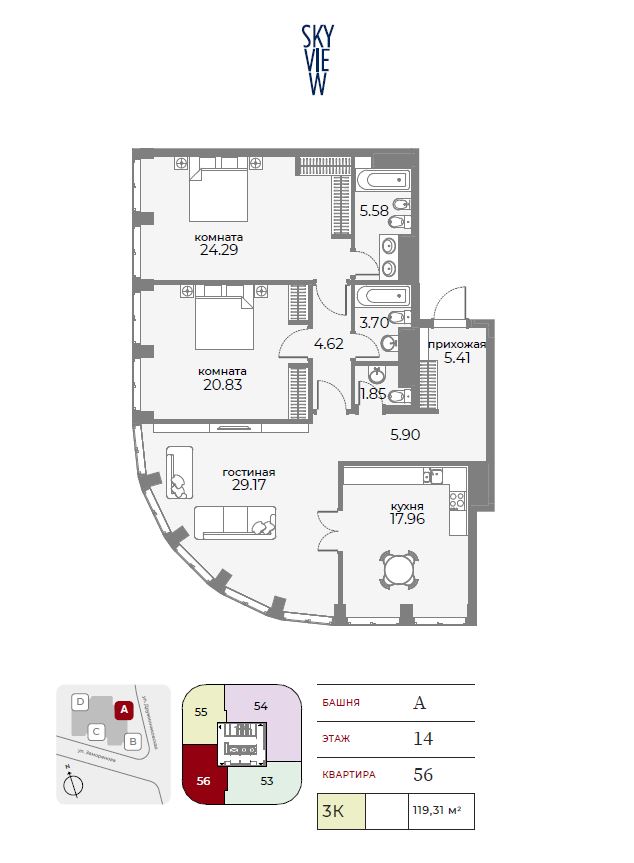 SKY
VIE
W
комната
24.29
5.58
3.70
прихожая
5.41
4.62
комната
20.83
1.85
5.90
гостиная
29.17
кухня
17.96
D
A
C
B
ул. Дружинниковская
ул. Заморенова
N
55
54
56
53
БАШНЯ A
ЭТАЖ 14
КВАРТИРА 56
3К 119,31 м²